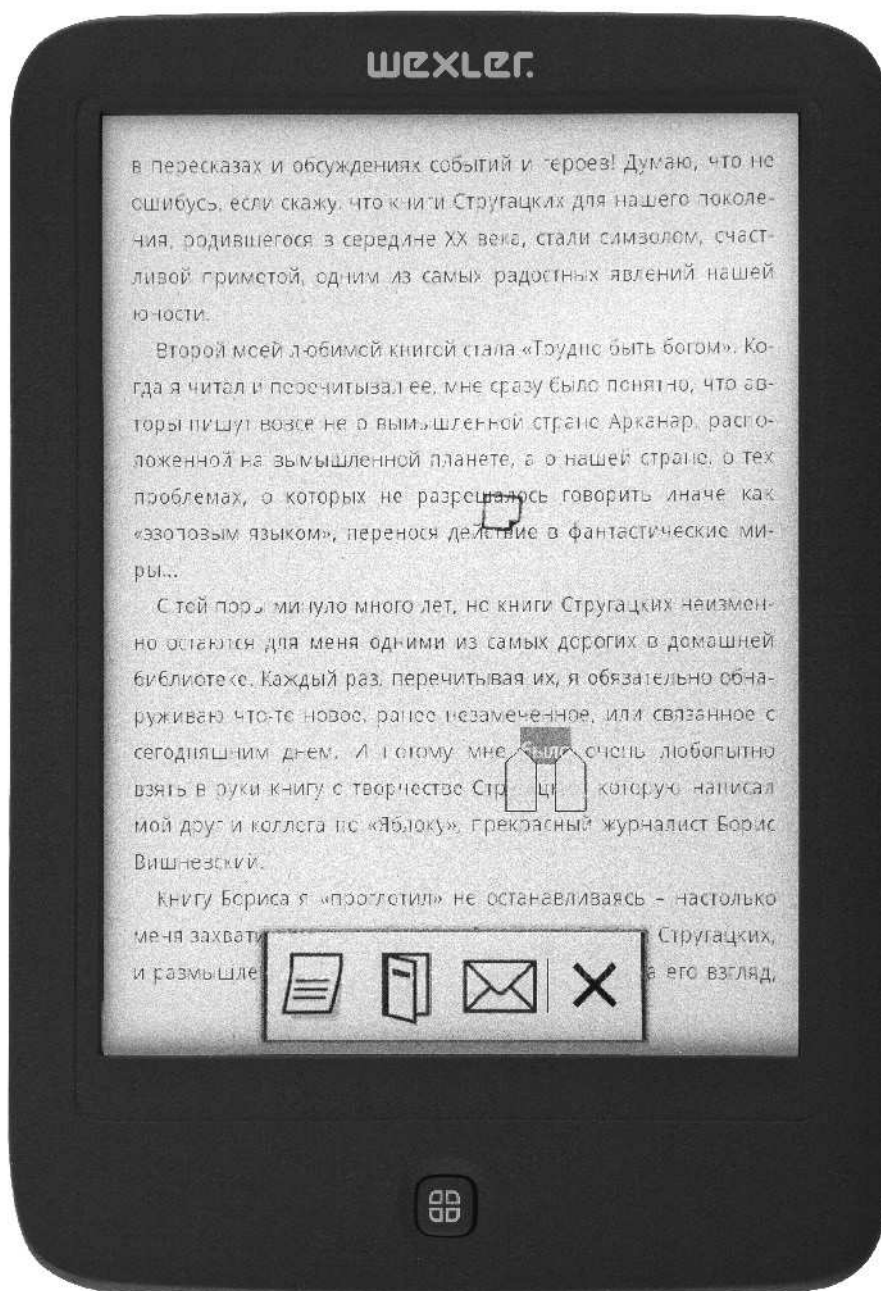 wexler.
в пересказах и обсуждениях событий и героев! Думаю, что не
ошибусь, если скажу, что книги Стругацких для нашего поколе-
ния, родившегося в середине XX века, стали символом, счаст-
ливой приметой, одним из самых радостных явлений нашей
юности.
Второй моей любимой книгой стала «Трудно быть богом». Ко-
гда я читал и перечитывал ее, мне сразу было понятно, что ав-
торы пишут вовсе не о вымышленной стране Арканар, распо-
ложенной на вымышленной планете, а о нашей стране, о тех
проблемах, о которых не разрешалось говорить иначе как
«эзоповым языком», перенося действие в фантастические ми-
ры...
С той поры минуло много лет, но книги Стругацких неизмен-
но остаются для меня одними из самых дорогих в домашней
библиотеке. Каждый раз, перечитывая их, я обязательно обна-
руживаю что-то новое, ранее незамеченное, или связанное с
сегодняшним днем. И потому мне было очень любопытно
взять в руки книгу о творчестве которую написал
мой друг и коллега по «Яблоку», прекрасный журналист Борис
Вишневский.
Книгу Бориса я «проглотил» не останавливаясь – настолько
меня Стругацких,
и его взгляд,